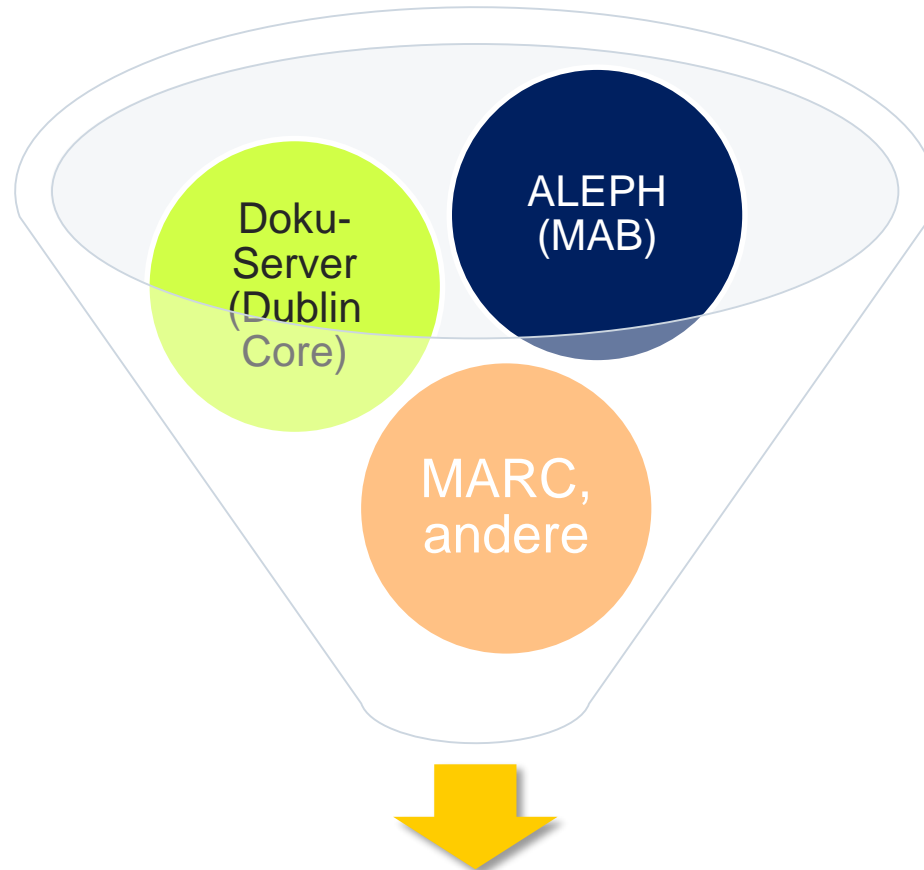 Doku-
Server
(Dublin
Core)
ALEPH
(MAB)
MARC,
andere